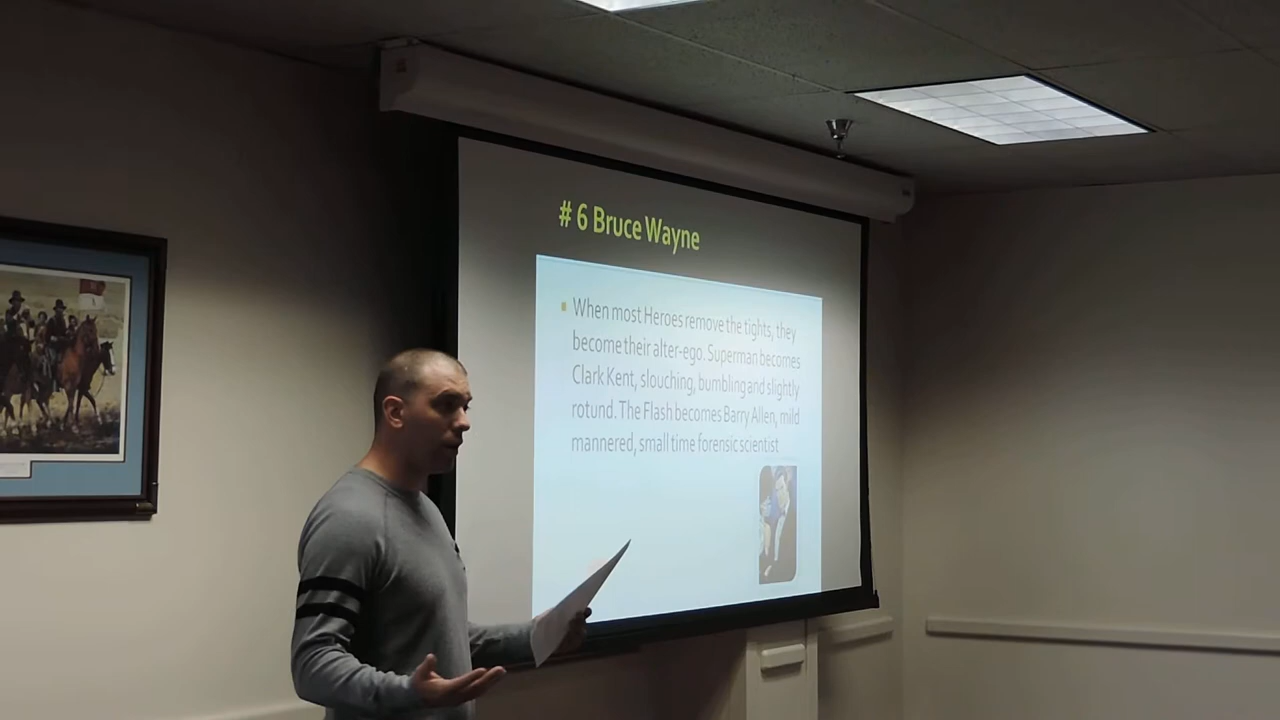 # 6 Bruce Wayne
When most Heroes remove the tights, they
become their alter-ego. Superman becomes
Clark Kent, slouching, bumbling and slightly
rotund. The Flash becomes Barry Allen, mild
mannered, small time forensic scientist